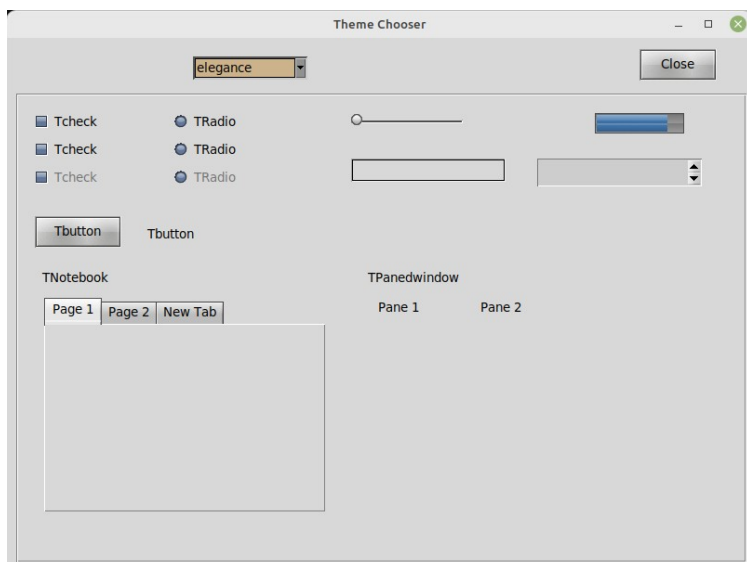 Theme Chooser
elegance
Close
Tcheck TRadio
Tcheck TRadio
Tcheck TRadio
Tbutton Tbutton
TNotebook TPanedwindow
Page 1 Page 2 New Tab Pane 1 Pane 2